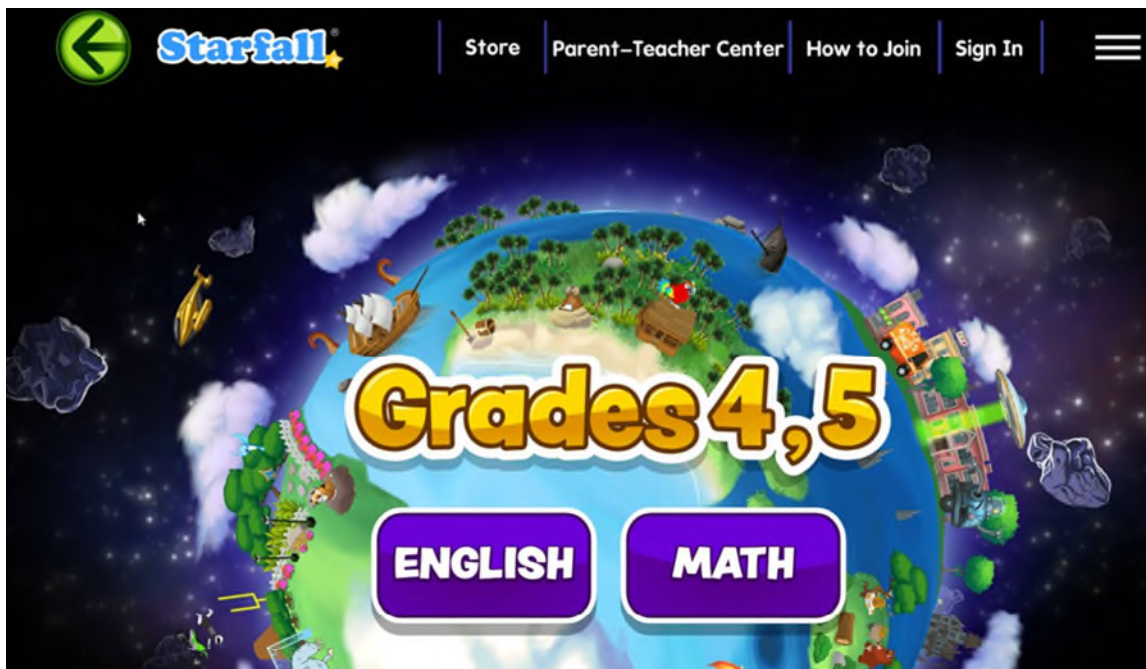 Starfall®
Store
Parent-Teacher Center
How to Join
Sign In
Grades 4,5
ENGLISH
MATH